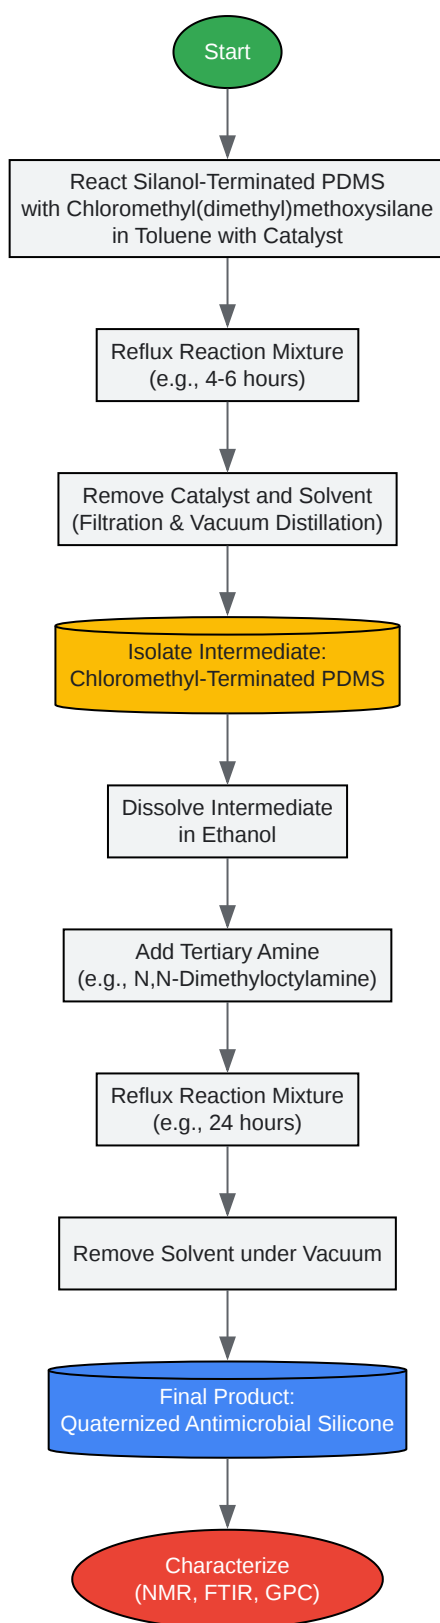 Start
React Silanol-Terminated PDMS
with Chloromethyl(dimethyl)methoxysilane
in Toluene with Catalyst
Reflux Reaction Mixture
(e.g., 4-6 hours)
Remove Catalyst and Solvent
(Filtration & Vacuum Distillation)
Isolate Intermediate:
Chloromethyl-Terminated PDMS
Dissolve Intermediate
in Ethanol
Add Tertiary Amine
(e.g., N,N-Dimethyloctylamine)
Reflux Reaction Mixture
(e.g., 24 hours)
Remove Solvent under Vacuum
Final Product:
Quaternized Antimicrobial Silicone
Characterize
(NMR, FTIR, GPC)